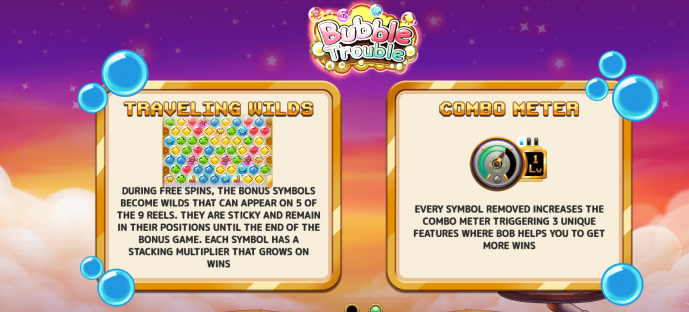 Bubble
Trouble
TRAVELING WILDS
DURING FREE SPINS, THE BONUS SYMBOLS
BECOME WILDS THAT CAN APPEAR ON 5 OF
THE 9 REELS. THEY ARE STICKY AND REMAIN
IN THEIR POSITIONS UNTIL THE END OF THE
BONUS GAME. EACH SYMBOL HAS A
STACKING MULTIPLIER THAT GROWS ON
WINS
COMBO METER
1
Lv
EVERY SYMBOL REMOVED INCREASES THE
COMBO METER TRIGGERING 3 UNIQUE
FEATURES WHERE BOB HELPS YOU TO GET
MORE WINS